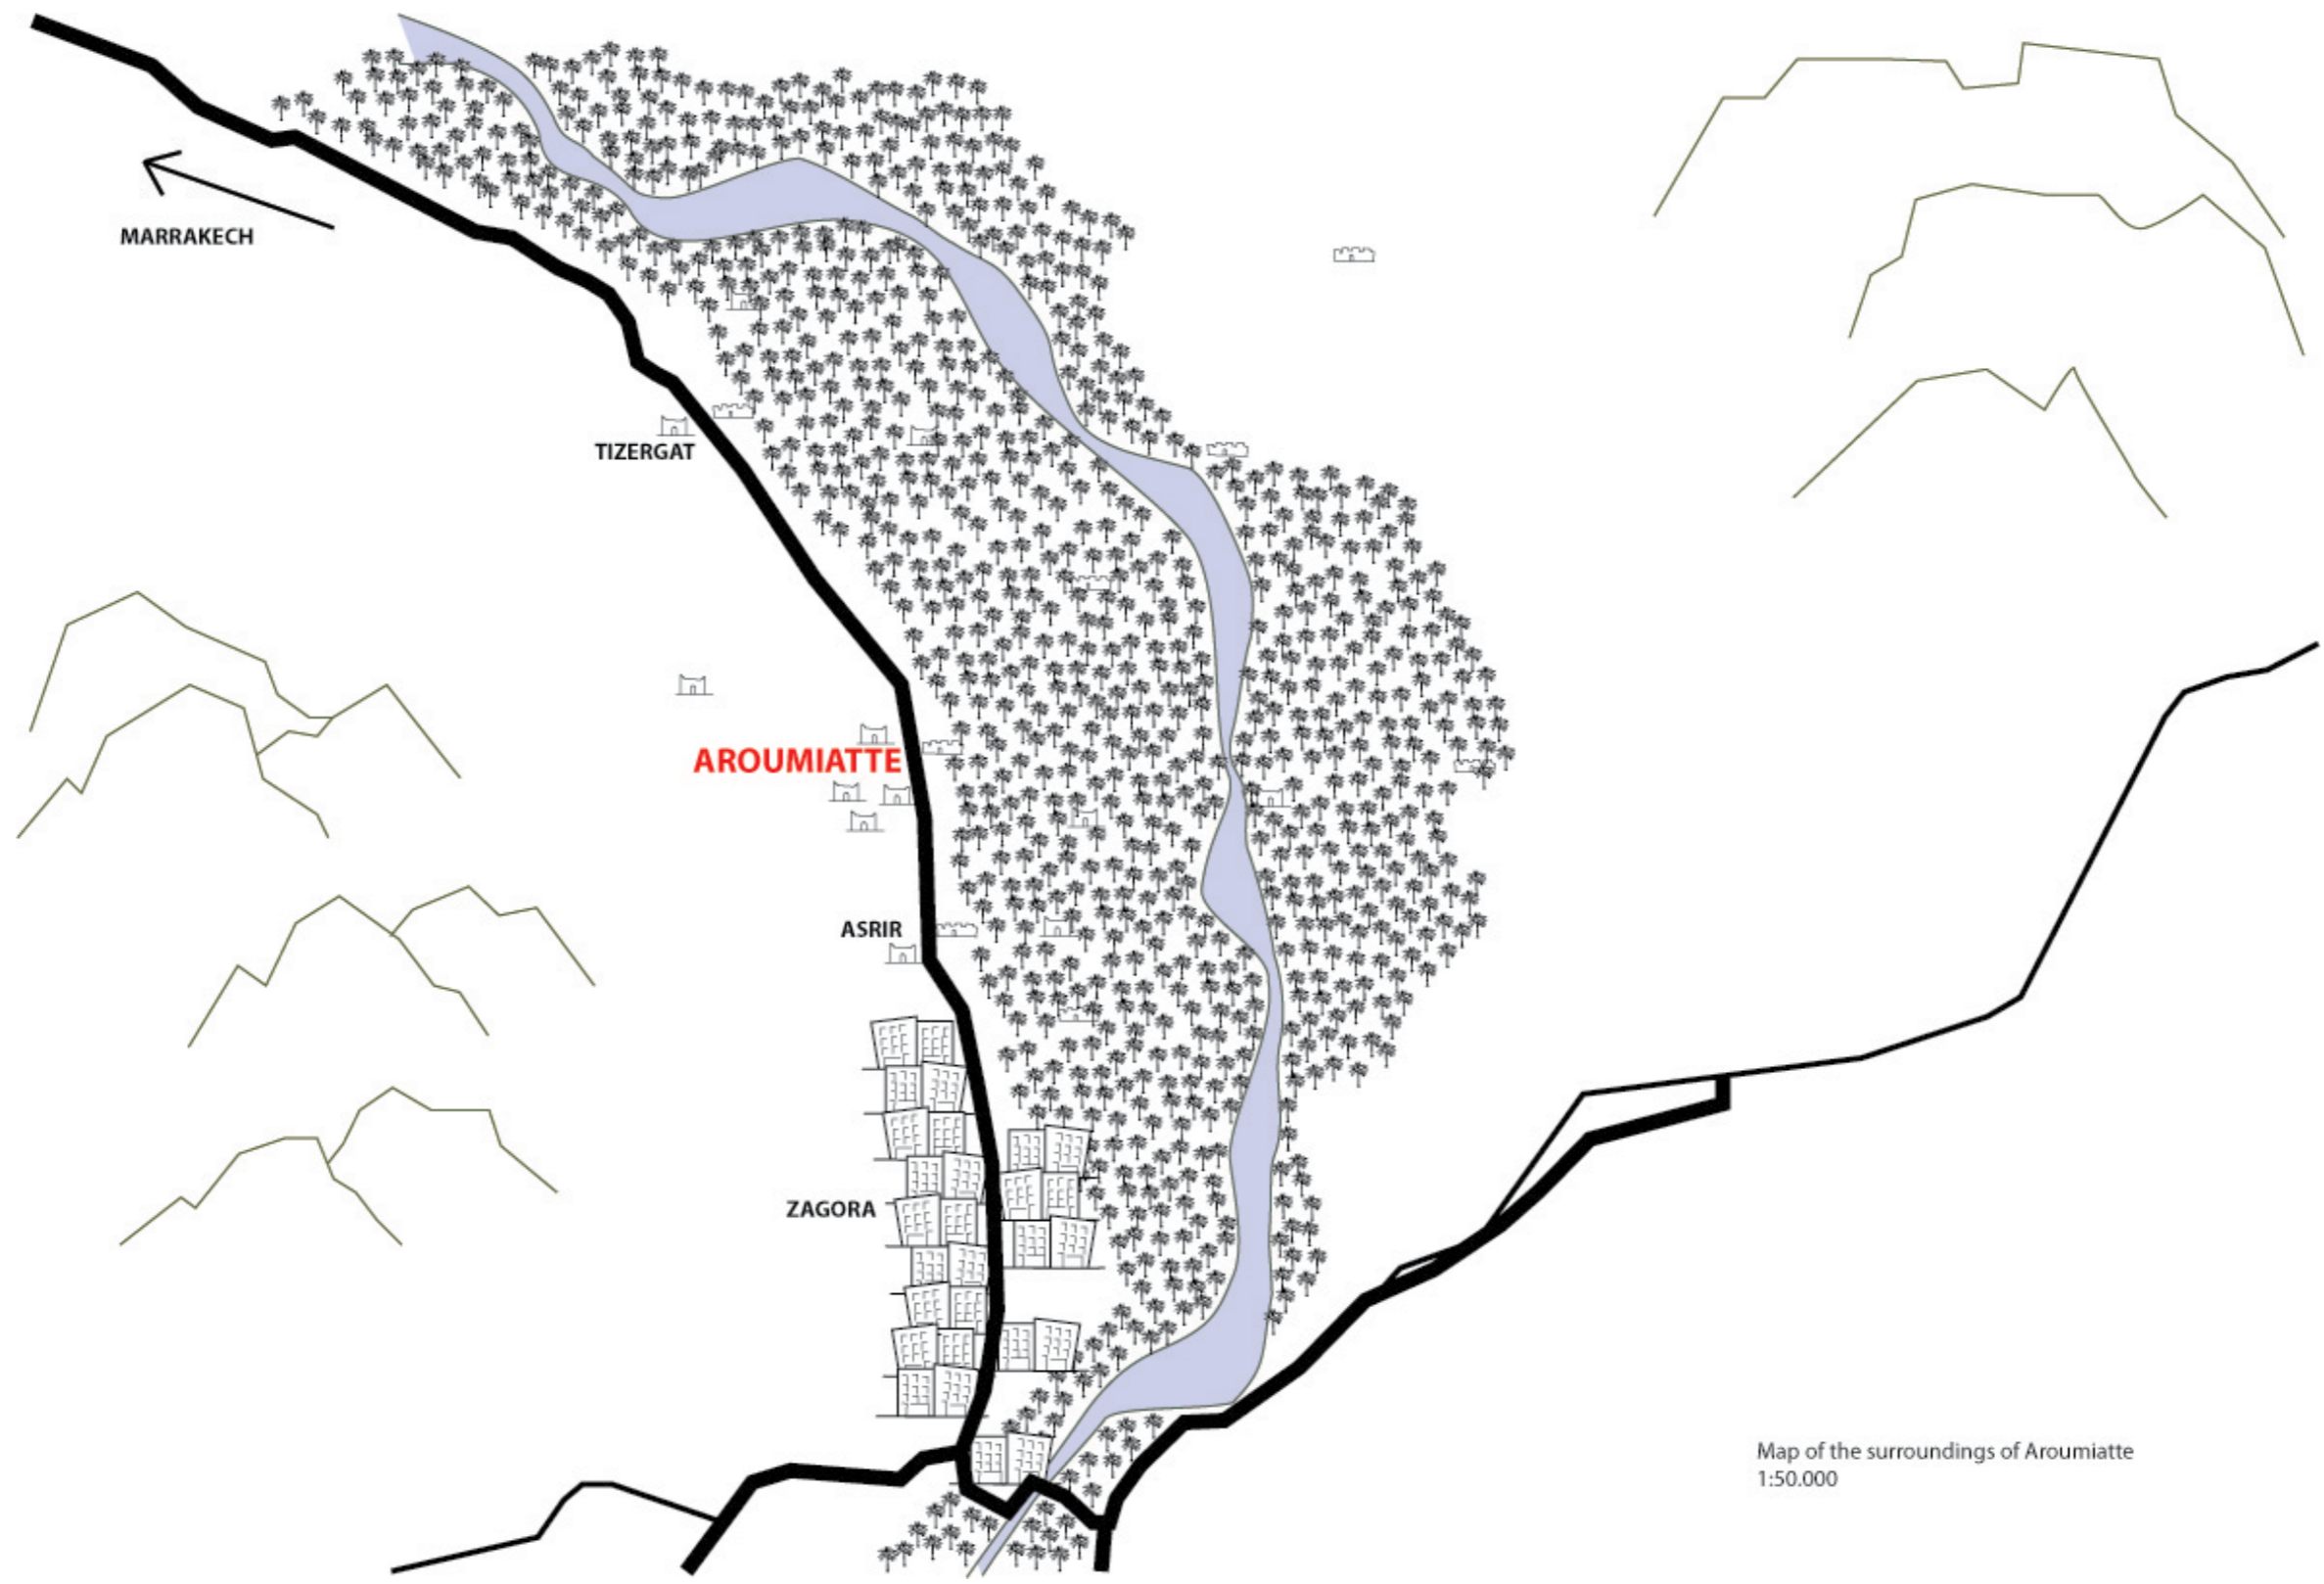 MARRAKECH
TIZERGAT
AROUMIATTE
ASRIR
ZAGORA
Map of the surroundings of Aroumiatte
1:50.000